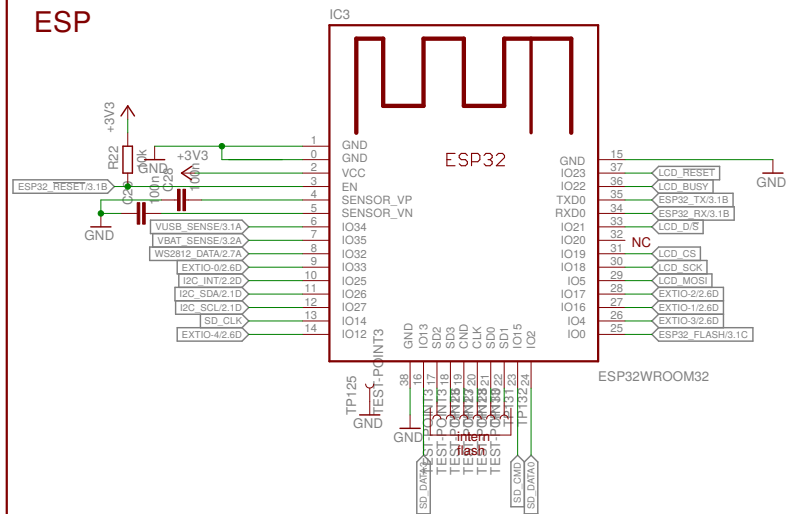 ESP
IC3
+3V3
R22
10k
GND
+3V3
C28
100n
100n
ESP32_RESET/3.1B
GND
ESP32
1 GND
0 GND
2 VCC
3 EN
4 SENSOR_VP
5 SENSOR_VN
VUSB_SENSE/3.1A 6 IO34
VBAT_SENSE/3.2A 7 IO35
WS2812_DATA/2.7A 8 IO32
EXTIO-0/2.6D 9 IO33
I2C_INT/2.2D 10 IO25
I2C_SDA/2.1D 11 IO26
I2C_SCL/2.1D 12 IO27
SD_CLK 13 IO14
EXTIO-4/2.6D 14 IO12
GND 15
GND
IO23 37 LCD_RESET
IO22 36 LCD_BUSY
TXD0 35 ESP32_TX/3.1B
RXD0 34 ESP32_RX/3.1B
IO21 33 LCD_D/S
IO20 32 NC
IO19 31 LCD_CS
IO18 30 LCD_SCK
IO5 29 LCD_MOSI
IO17 28 EXTIO-2/2.6D
IO16 27 EXTIO-1/2.6D
IO4 26 EXTIO-3/2.6D
IO0 25 ESP32_FLASH/3.1C
ESP32WROOM32
GND 38
IO13 16
SD2 17
SD3 18
CND 19
CLK 20
SD0 21
SD1 22
IO15 23
IO2 24
TP125
TEST-POINT3
GND
GND
TEST-POINT3
TEST-POINT3
TP131
TP132
intern
flash
SD_CMD
SD_DATA0